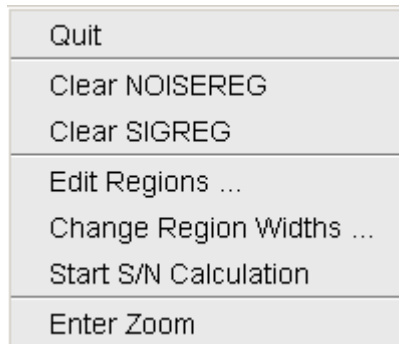 Quit
Clear NOISEREG
Clear SIGREG
Edit Regions ...
Change Region Widths ...
Start S/N Calculation
Enter Zoom